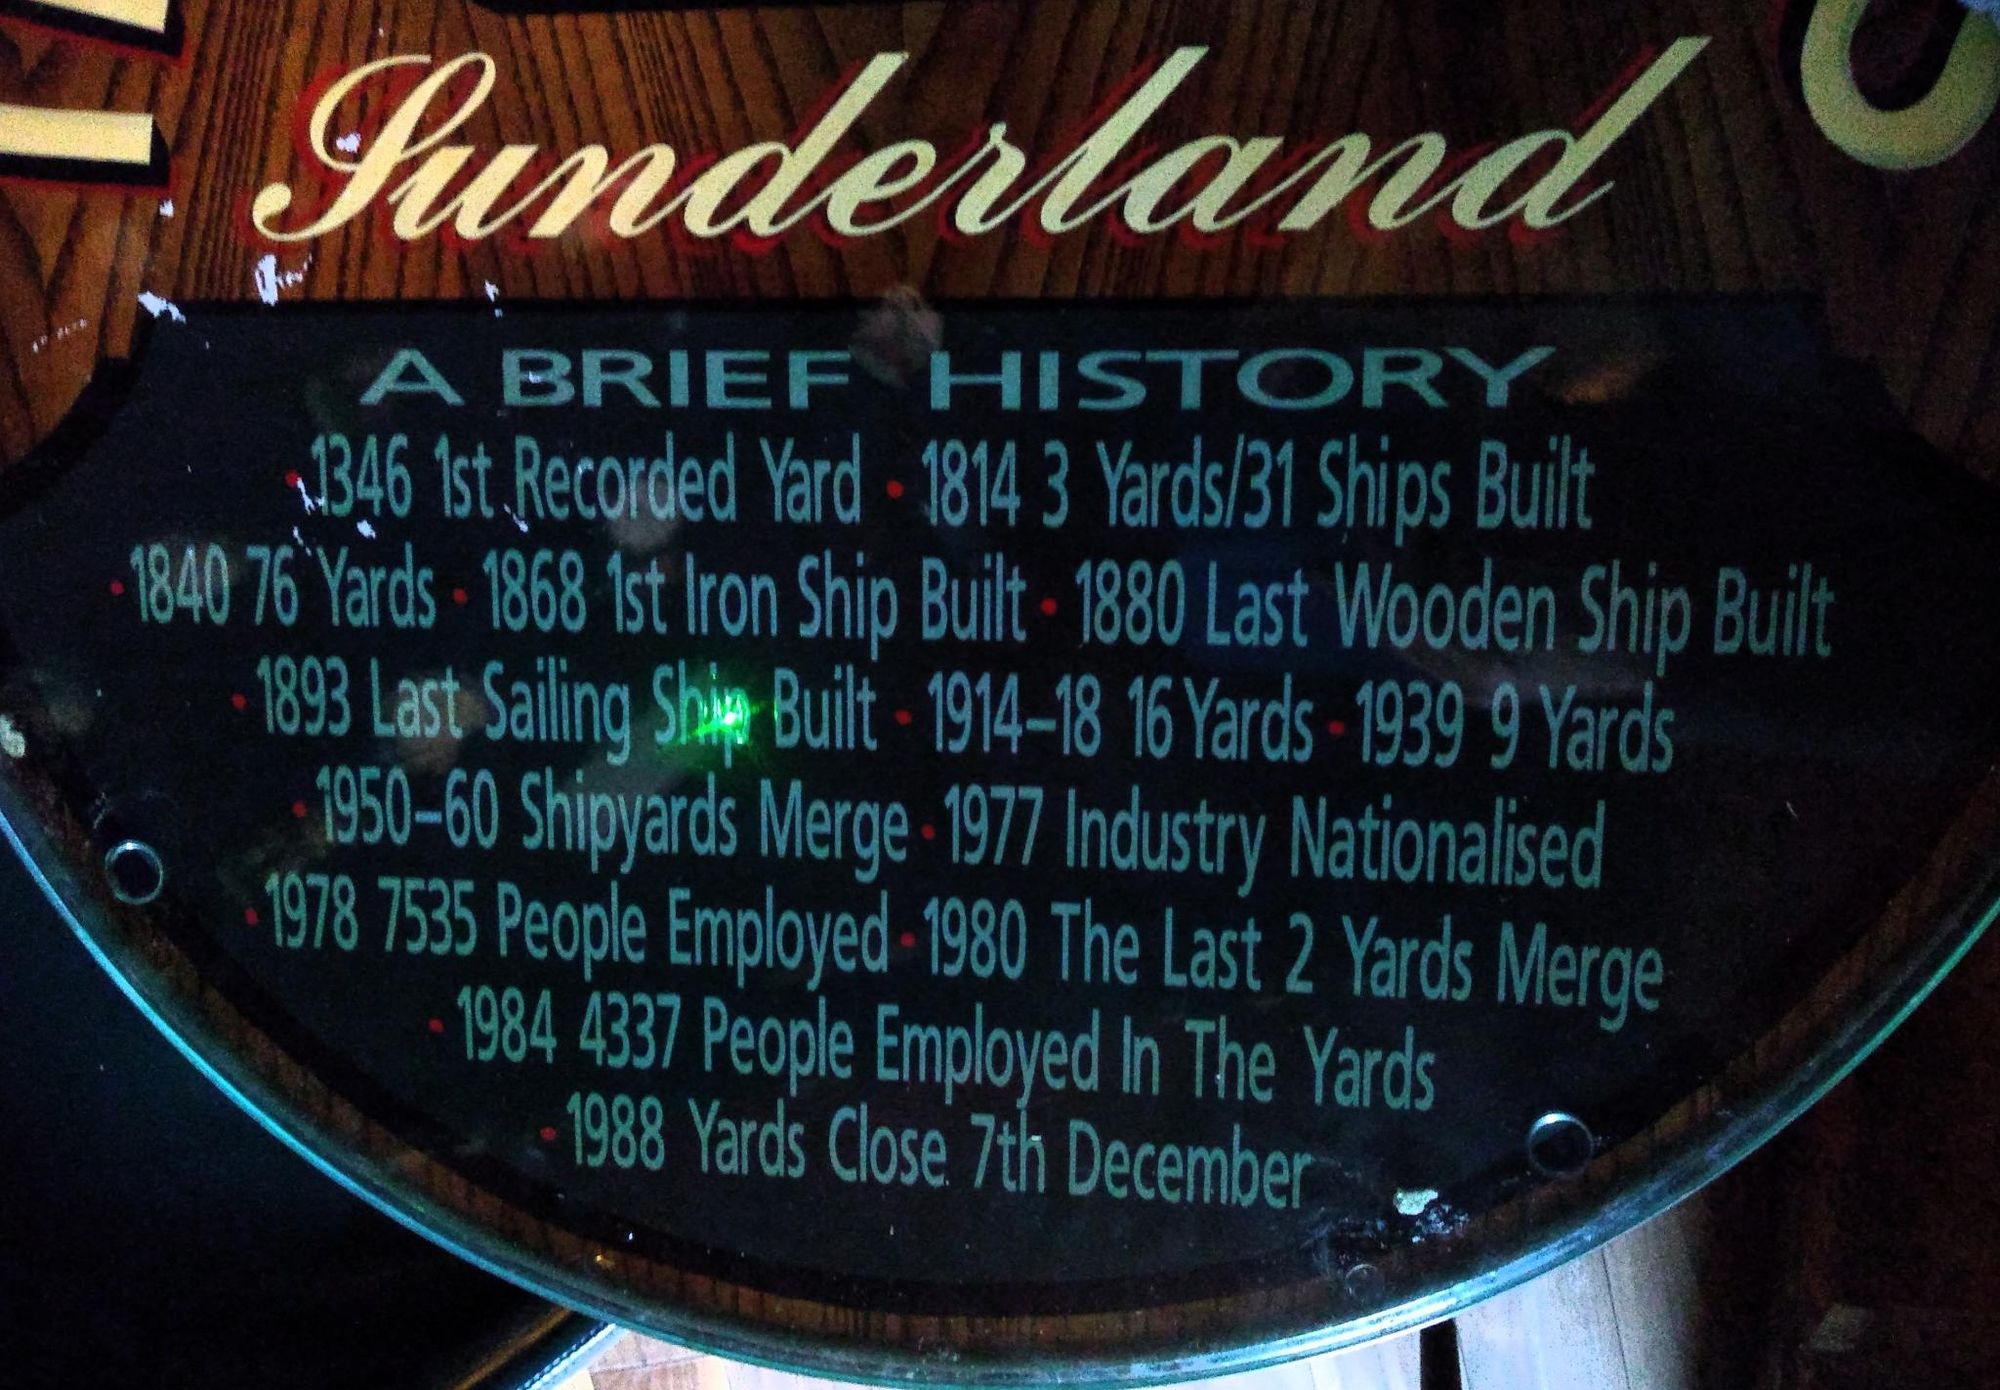 Sunderland
A BRIEF HISTORY
• 1346 1st Recorded Yard • 1814 3 Yards/31 Ships Built
• 1840 76 Yards • 1868 1st Iron Ship Built • 1880 Last Wooden Ship Built
• 1893 Last Sailing Ship Built • 1914–18 16 Yards • 1939 9 Yards
• 1950–60 Shipyards Merge • 1977 Industry Nationalised
• 1978 7535 People Employed • 1980 The Last 2 Yards Merge
• 1984 4337 People Employed In The Yards
• 1988 Yards Close 7th December